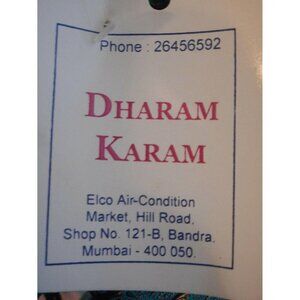 Phone : 26456592
DHARAM
KARAM
Elco Air-Condition
Market, Hill Road,
Shop No. 121-B, Bandra.
Mumbai - 400 050.